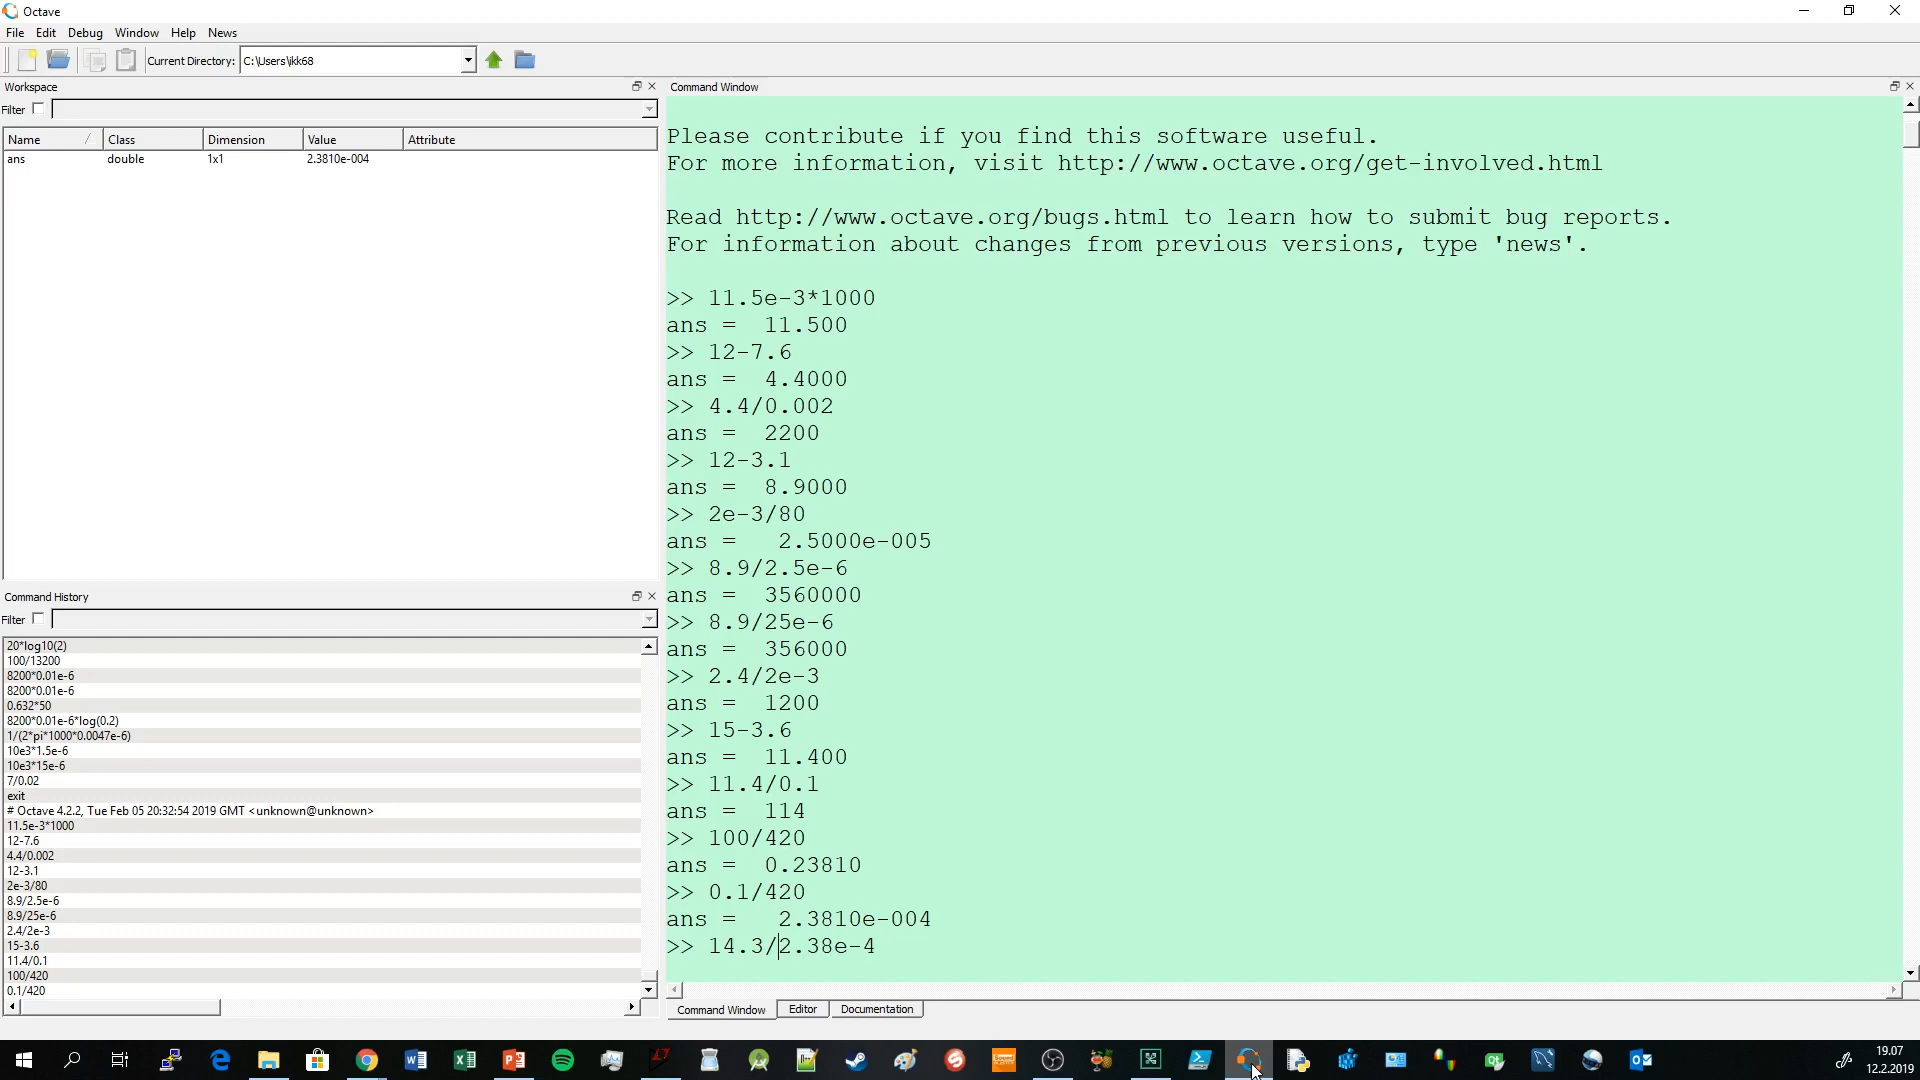 Octave
File Edit Debug Window Help News
Current Directory: C:\Users\jkk68
Workspace
Filter
Name Class Dimension Value Attribute
ans double 1x1 2.3810e-004
Command History
Filter
20*log10(2)
100/13200
8200*0.01e-6
8200*0.01e-6
0.632*50
8200*0.01e-6*log(0.2)
1/(2*pi*1000*0.0047e-6)
10e3*1.5e-6
10e3*15e-6
7/0.02
exit
# Octave 4.2.2, Tue Feb 05 20:32:54 2019 GMT <unknown@unknown>
11.5e-3*1000
12-7.6
4.4/0.002
12-3.1
2e-3/80
8.9/2.5e-6
8.9/25e-6
2.4/2e-3
15-3.6
11.4/0.1
100/420
0.1/420
Command Window
Please contribute if you find this software useful.
For more information, visit http://www.octave.org/get-involved.html
Read http://www.octave.org/bugs.html to learn how to submit bug reports.
For information about changes from previous versions, type 'news'.
>> 11.5e-3*1000
ans =  11.500
>> 12-7.6
ans =  4.4000
>> 4.4/0.002
ans =  2200
>> 12-3.1
ans =  8.9000
>> 2e-3/80
ans =   2.5000e-005
>> 8.9/2.5e-6
ans =  3560000
>> 8.9/25e-6
ans =  356000
>> 2.4/2e-3
ans =  1200
>> 15-3.6
ans =  11.400
>> 11.4/0.1
ans =  114
>> 100/420
ans =  0.23810
>> 0.1/420
ans =   2.3810e-004
>> 14.3/2.38e-4
Command Window Editor Documentation
19.07
12.2.2019